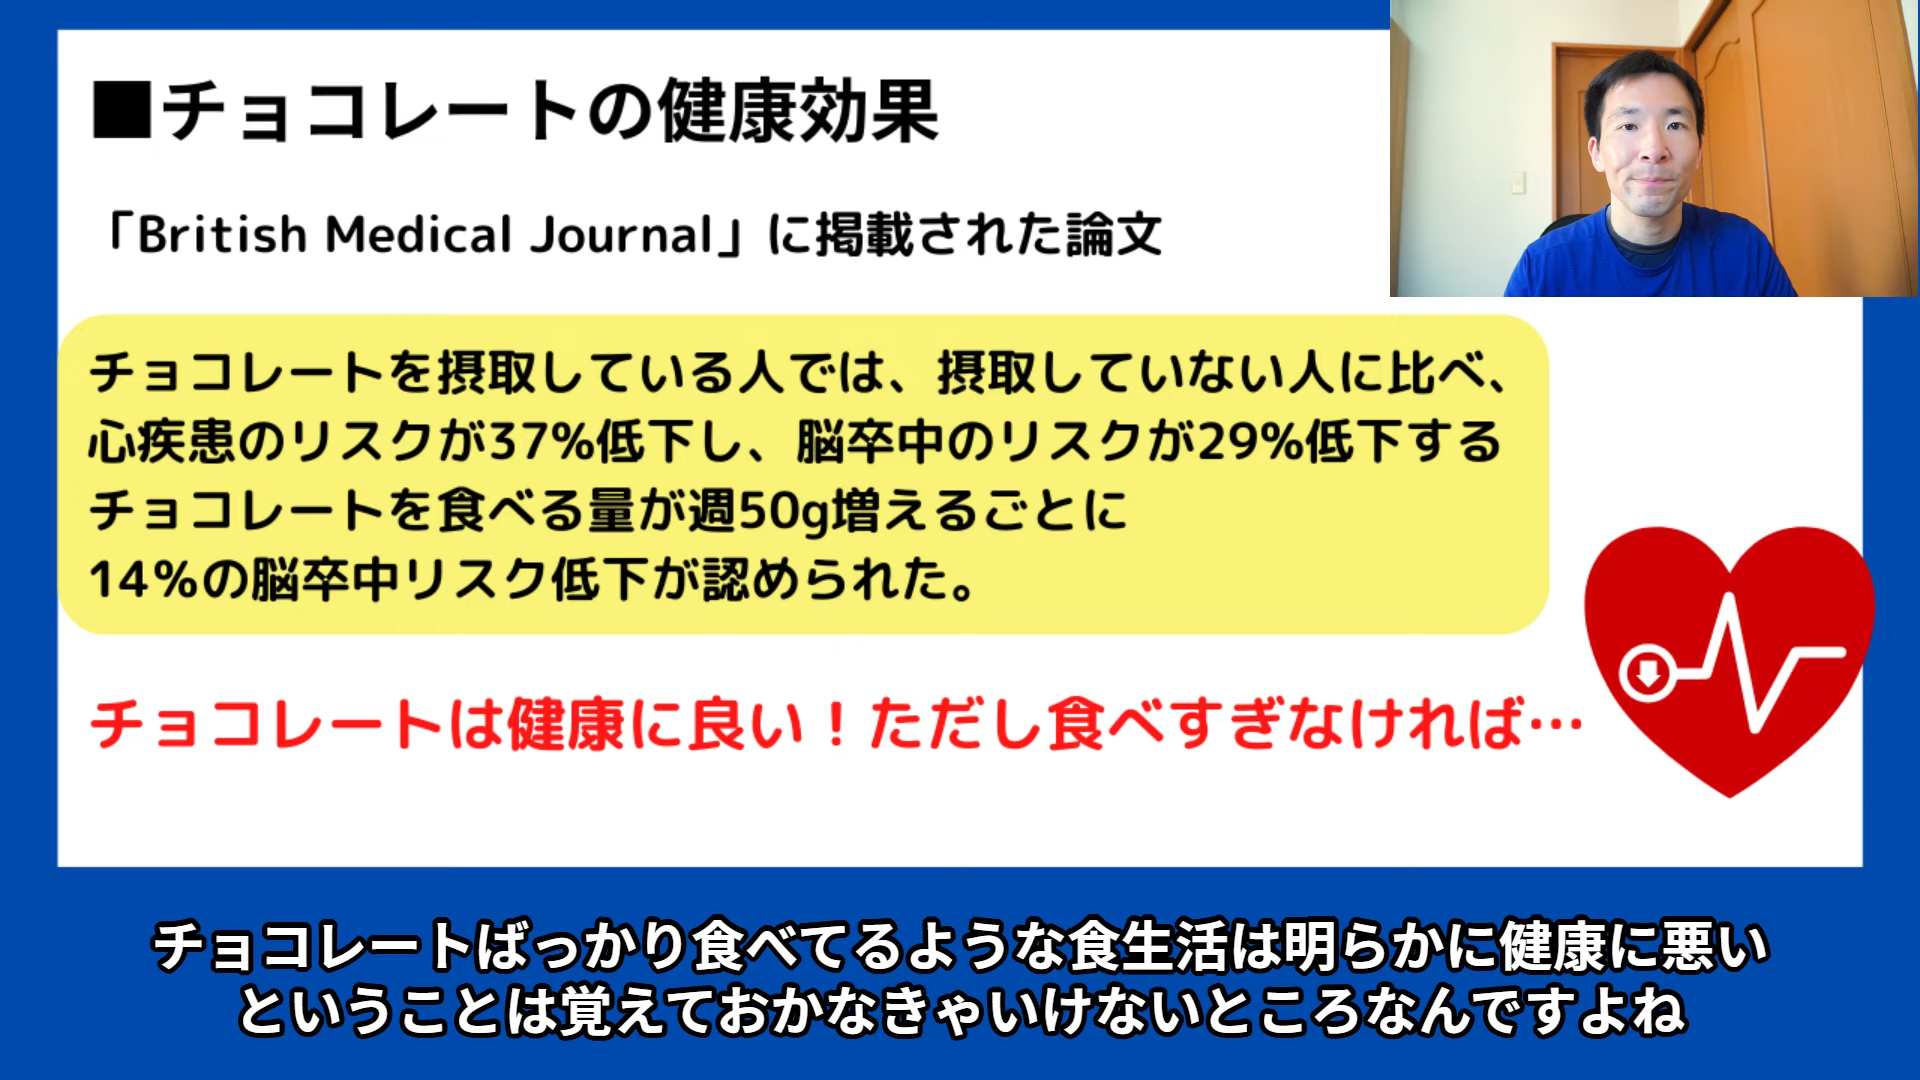 ■チョコレートの健康効果
「British Medical Journal」に掲載された論文
チョコレートを摂取している人では、摂取していない人に比べ、
心疾患のリスクが37%低下し、脳卒中のリスクが29%低下する
チョコレートを食べる量が週50g増えるごとに
14%の脳卒中リスク低下が認められた。
チョコレートは健康に良い！ただし食べすぎなければ…
チョコレートばっかり食べてるような食生活は明らかに健康に悪い
ということは覚えておかなきゃいけないところなんですよね